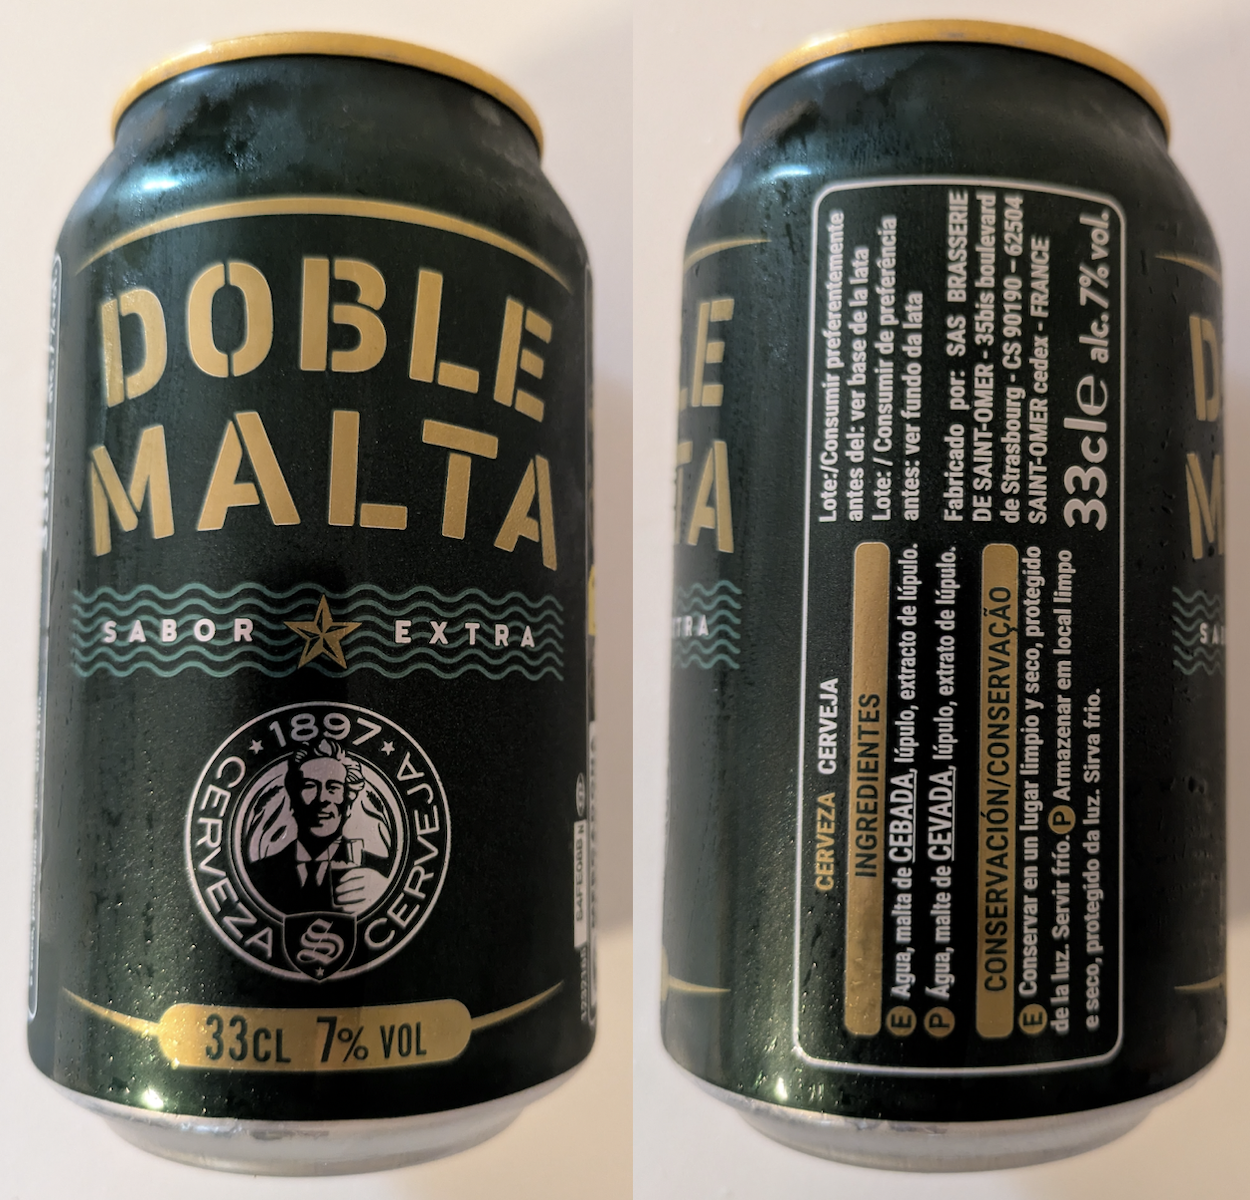 DOBLE
MALTA
SABOR EXTRA
1897
CERVEZA CERVEJA
S
33CL 7% VOL
CERVEZA CERVEJA
INGREDIENTES
E Agua, malta de CEBADA, lúpulo, extracto de lúpulo.
P Água, malte de CEVADA, lúpulo, extrato de lúpulo.
CONSERVACIÓN/CONSERVAÇÃO
E Conservar en un lugar limpio y seco, protegido
de la luz. Servir frío. P Armazenar em local limpo
e seco, protegido da luz. Sirva frio.
Lote:/Consumir preferentemente
antes del: ver base de la lata
Lote: / Consumir de preferência
antes: ver fundo da lata
Fabricado por: SAS BRASSERIE
DE SAINT-OMER - 35bis boulevard
de Strasbourg - CS 90190 - 62504
SAINT-OMER cedex - FRANCE
33cl e alc.7% vol.
LE
TA
XTRA